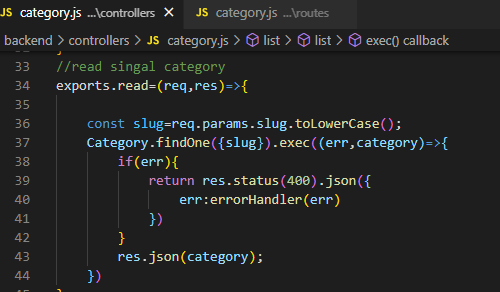 JS category.js ...\controllers × JS category.js ...\routes
backend > controllers > JS category.js > list > list > exec() callback
33 //read singal category
34 exports.read=(req,res)=>{
35
36 const slug=req.params.slug.toLowerCase();
37 Category.findOne({slug}).exec((err,category)=>{
38 if(err){
39 return res.status(400).json({
40 err:errorHandler(err)
41 })
42 }
43 res.json(category);
44 })